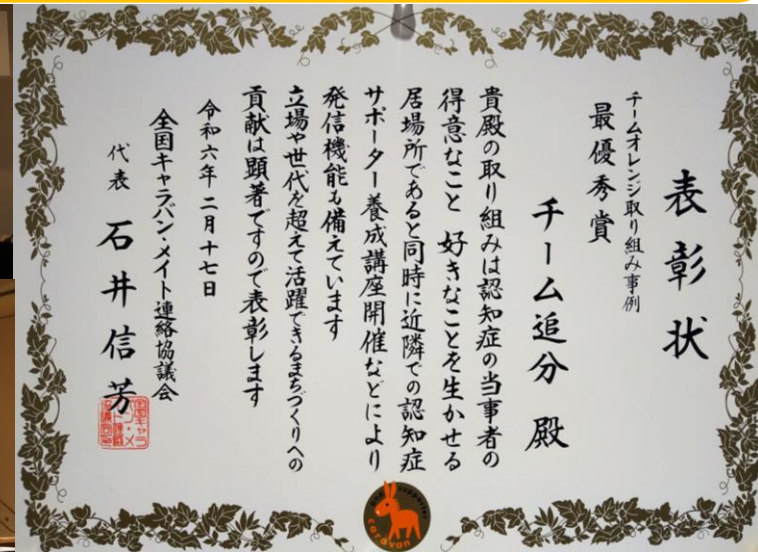 表彰状
チームオレンジ取り組み事例
最優秀賞
チーム追分 殿
貴殿の取り組みは認知症の当事者の
得意なこと 好きなことを生かせる
居場所であると同時に近隣での認知症
サポーター養成講座開催などにより
発信機能も備えています
立場や世代を超えて活躍できるまちづくりへの
貢献は顕著ですので表彰します
令和六年二月十七日
全国キャラバン・メイト連絡協議会
代表 石井信芳
supporter
caravan